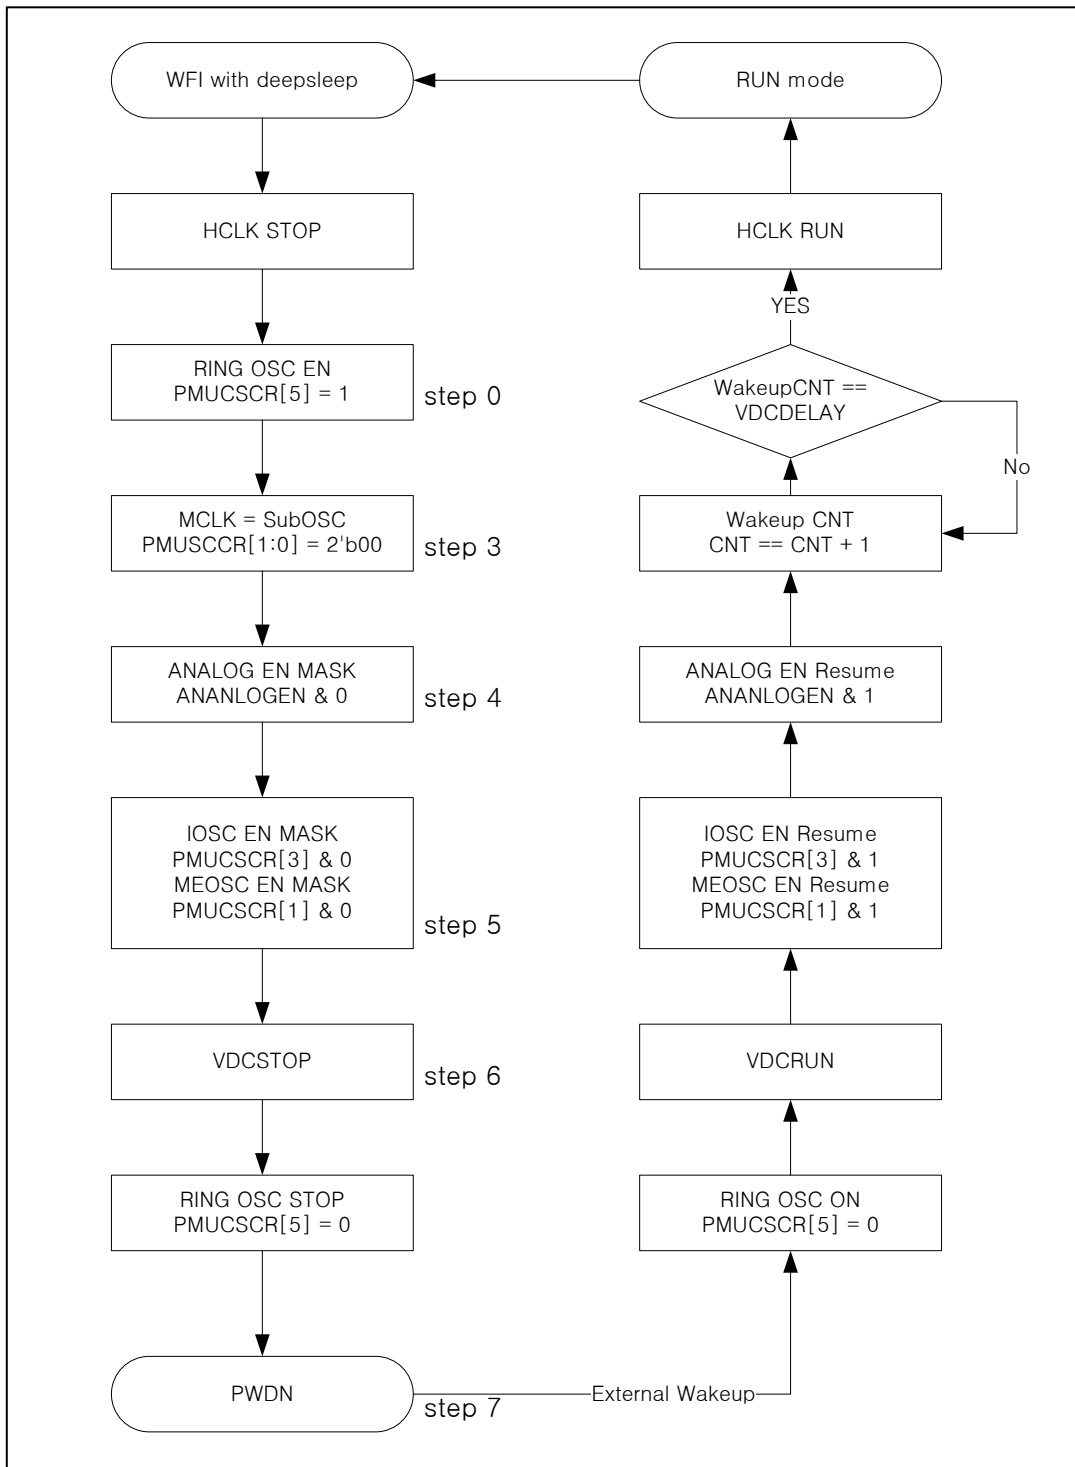 WFI with deepsleep
HCLK STOP
RING OSC EN
PMUCSCR[5] = 1
step 0
MCLK = SubOSC
PMUSCCR[1:0] = 2'b00
step 3
ANALOG EN MASK
ANANLOGEN & 0
step 4
IOSC EN MASK
PMUCSCR[3] & 0
MEOSC EN MASK
PMUCSCR[1] & 0
step 5
VDCSTOP
step 6
RING OSC STOP
PMUCSCR[5] = 0
PWDN
step 7
External Wakeup
RING OSC ON
PMUCSCR[5] = 0
VDCRUN
IOSC EN Resume
PMUCSCR[3] & 1
MEOSC EN Resume
PMUCSCR[1] & 1
ANALOG EN Resume
ANANLOGEN & 1
Wakeup CNT
CNT == CNT + 1
WakeupCNT ==
VDCDELAY
No
YES
HCLK RUN
RUN mode